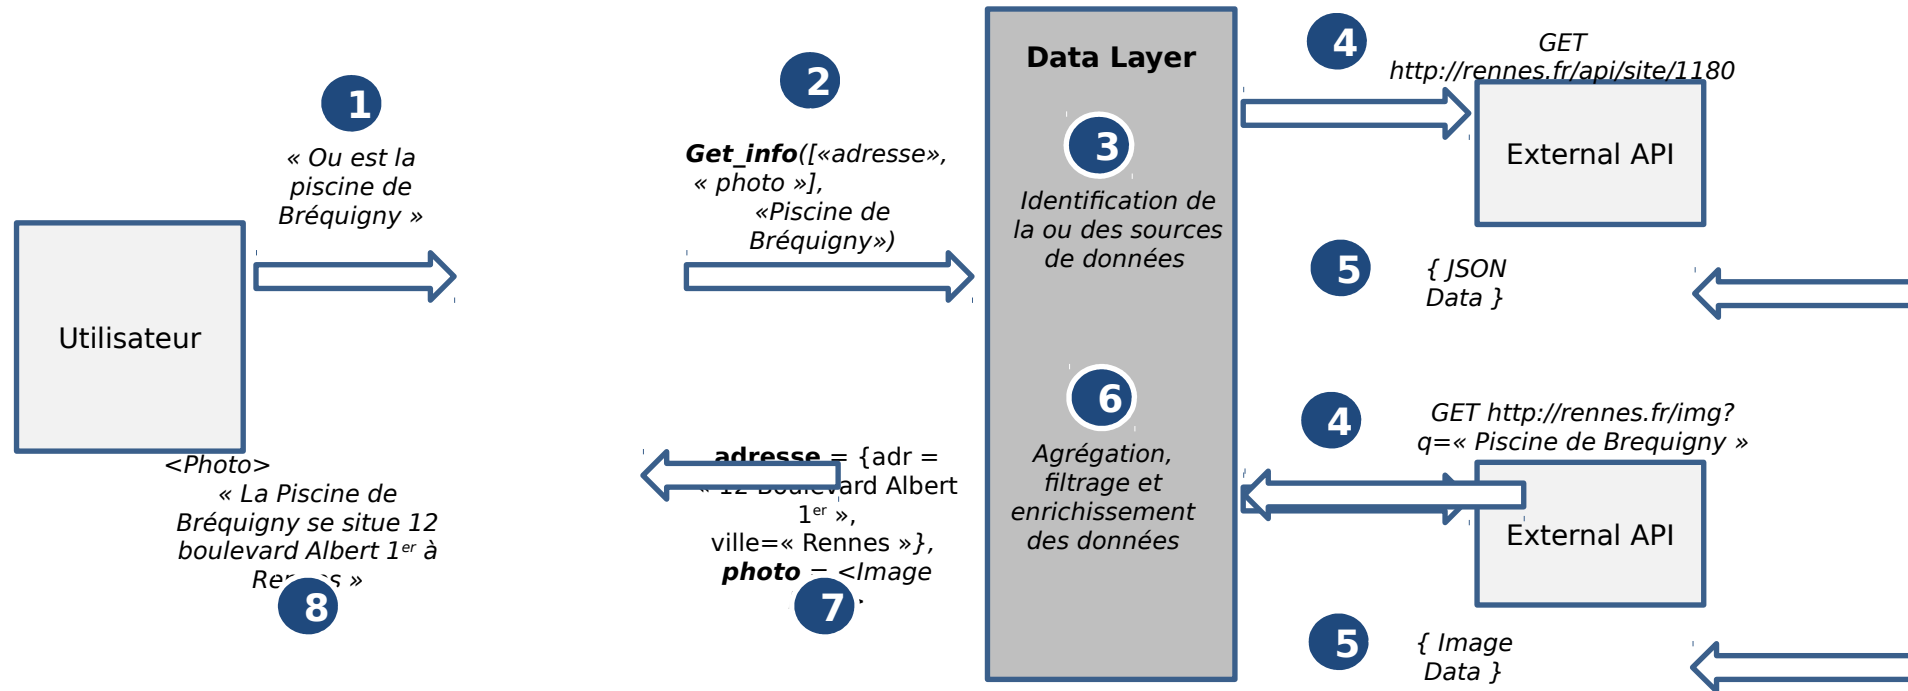 1
« Ou est la
piscine de
Bréquigny »
Utilisateur
2
Get_info([«adresse»,
« photo »],
«Piscine de
Bréquigny»)
Data Layer
3
Identification de
la ou des sources
de données
6
Agrégation,
filtrage et
enrichissement
des données
4
GET
http://rennes.fr/api/site/1180
External API
5
{ JSON
Data }
4
GET http://rennes.fr/img?
q=« Piscine de Brequigny »
External API
5
{ Image
Data }
adresse = {adr =
« 12 Boulevard Albert
1er »,
ville=« Rennes »},
photo = <Image
7
<Photo>
« La Piscine de
Bréquigny se situe 12
boulevard Albert 1er à
Rennes »
8